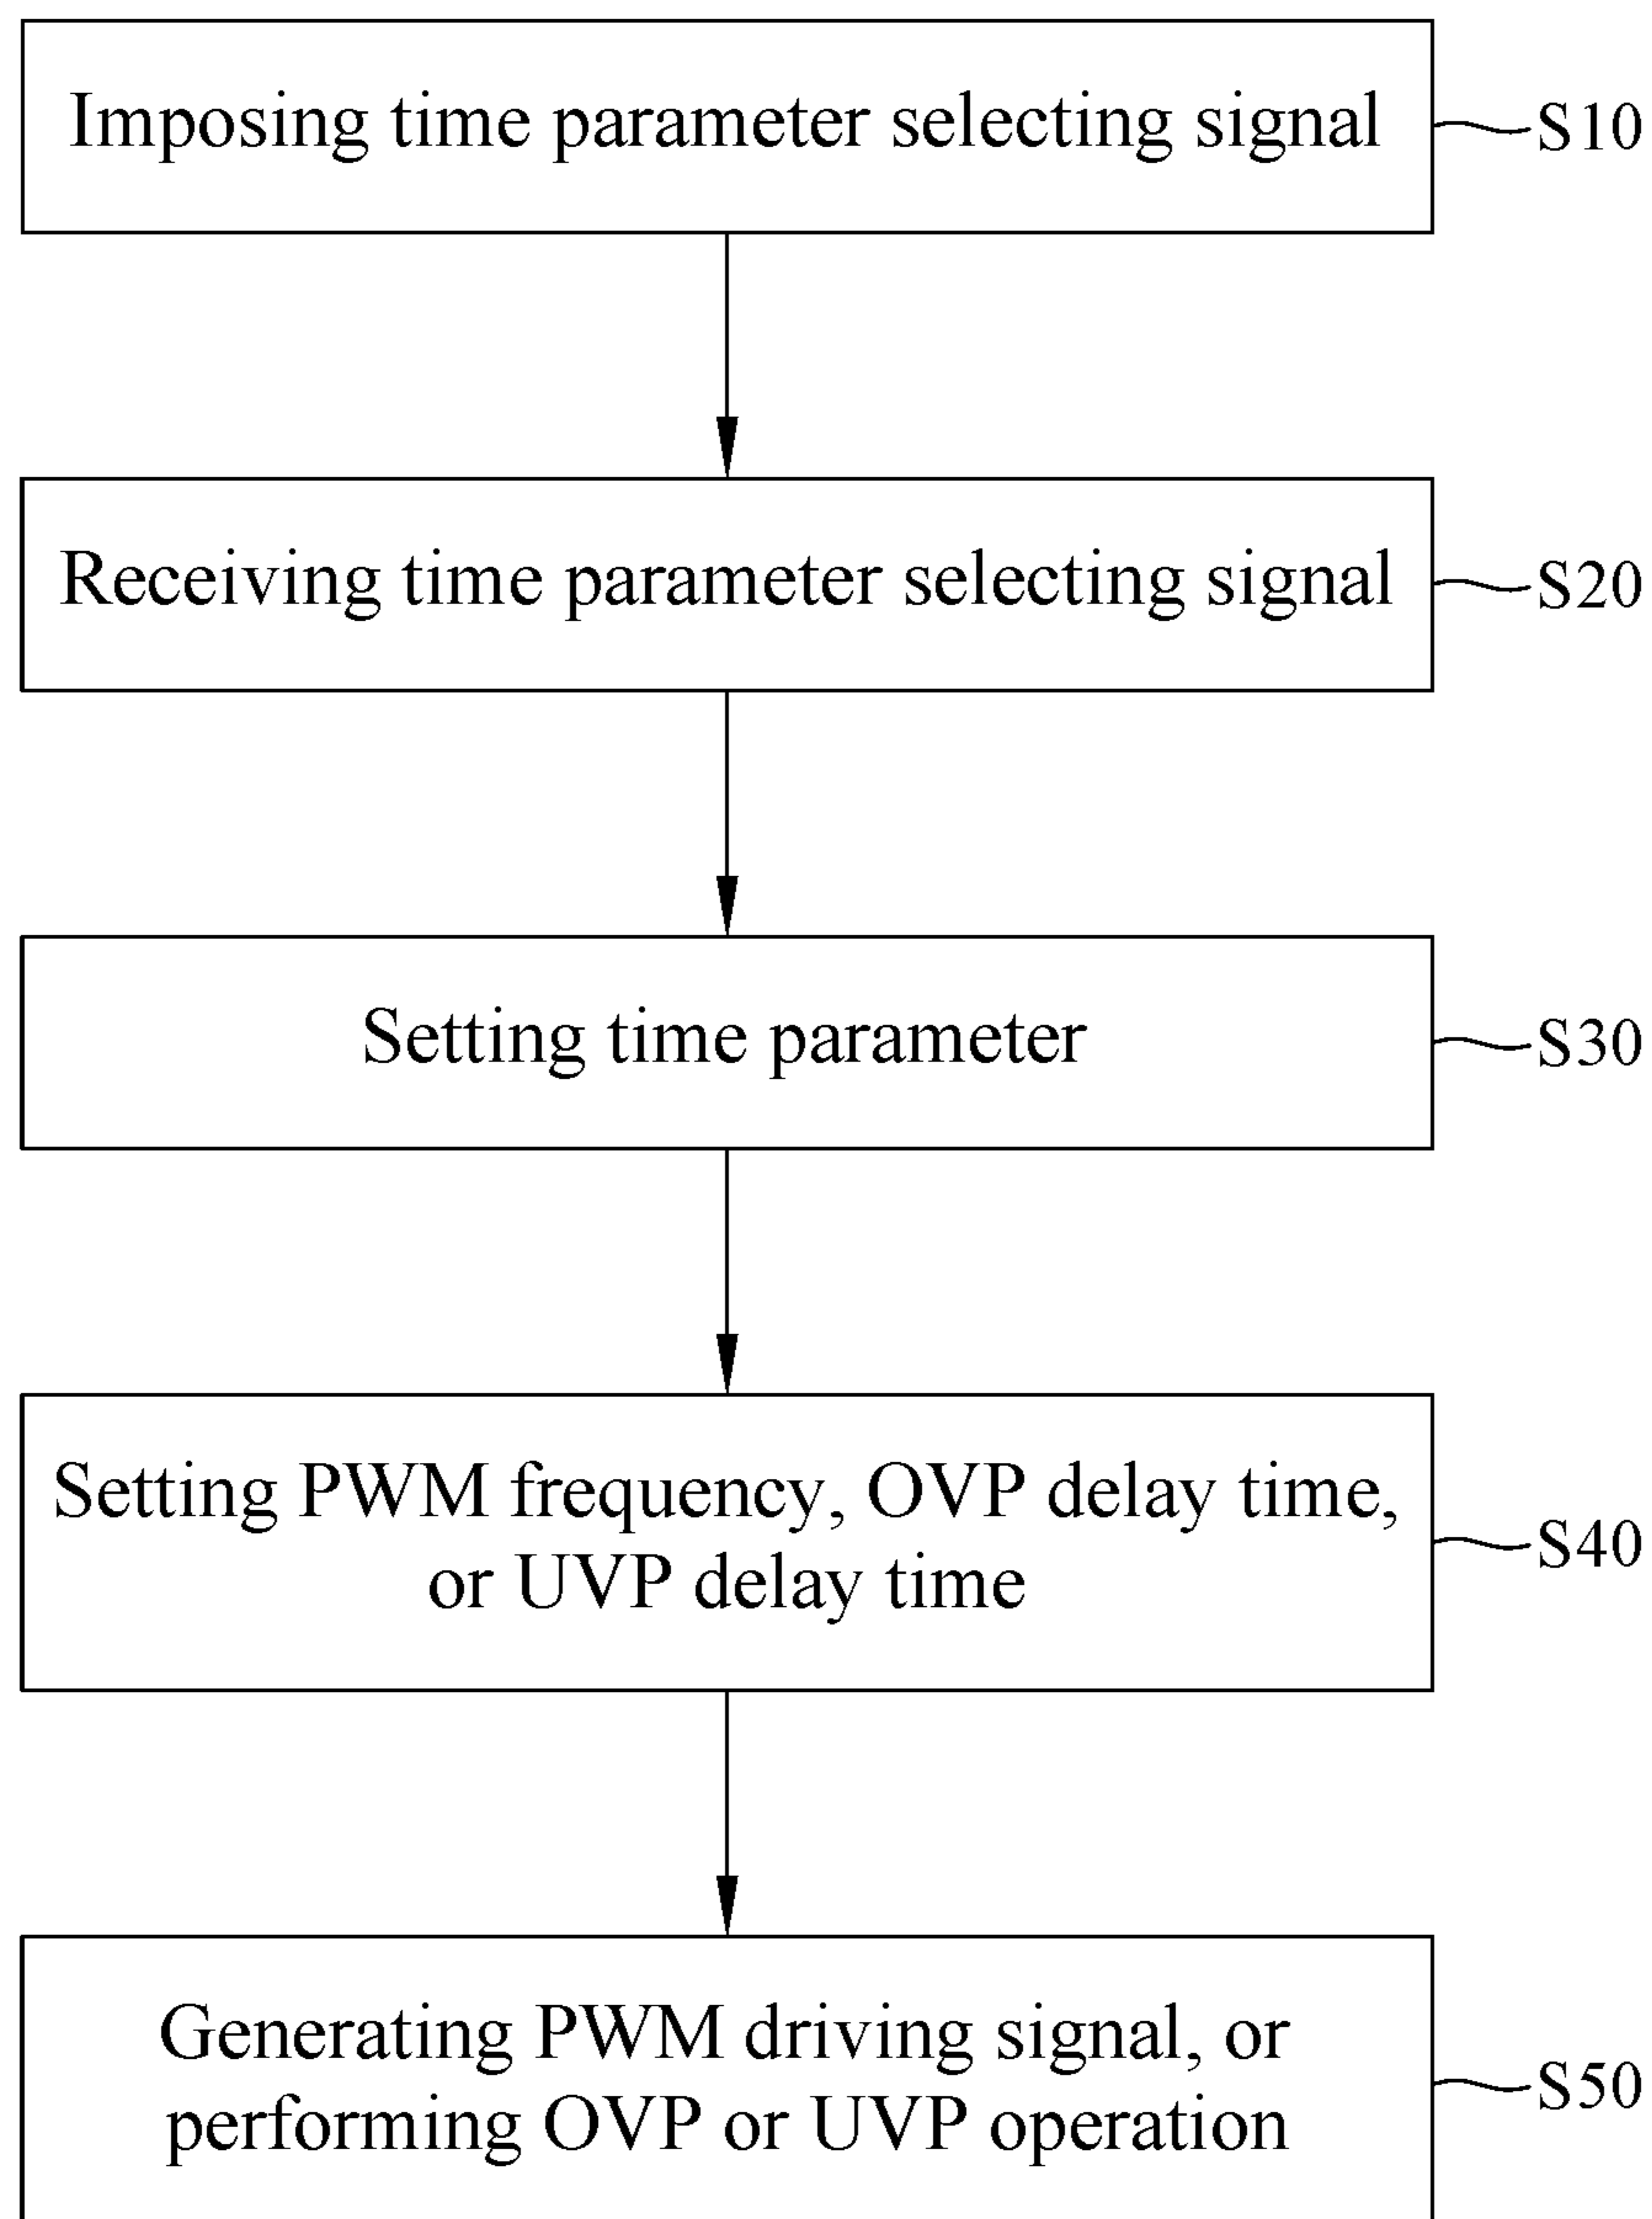 Imposing time parameter selecting signal
S10
Receiving time parameter selecting signal
S20
Setting time parameter
S30
Setting PWM frequency, OVP delay time,
or UVP delay time
S40
Generating PWM driving signal, or
performing OVP or UVP operation
S50